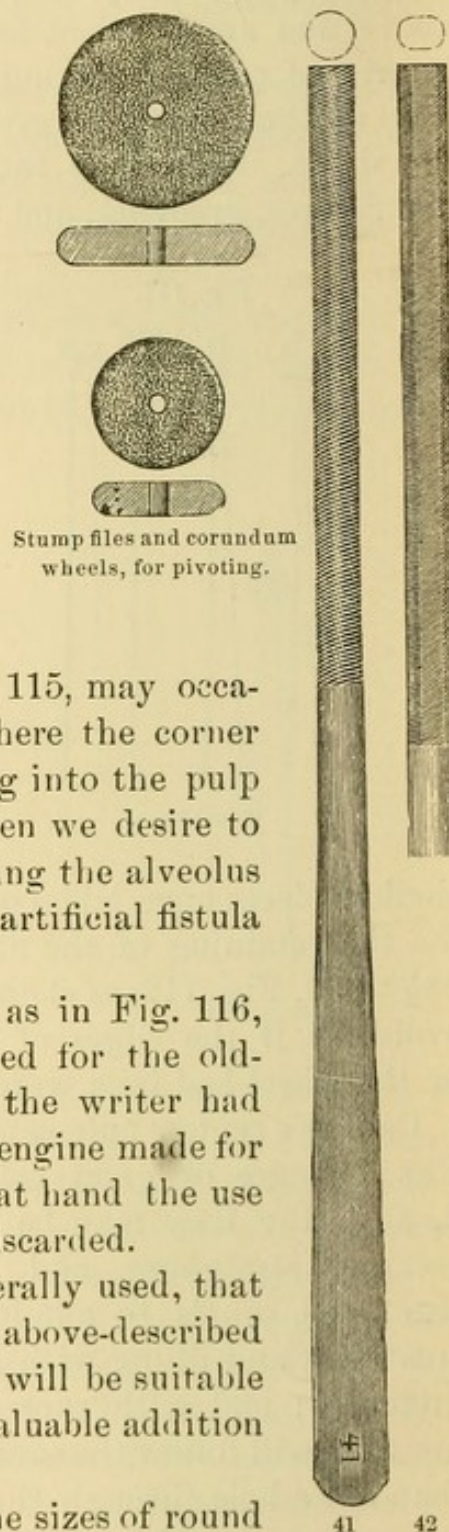 Stump files and corundum
wheels, for pivoting.
115, may occa-
here the corner
g into the pulp
en we desire to
ng the alveolus
artificial fistula
as in Fig. 116,
ed for the old-
the writer had
engine made for
at hand the use
scarded.
erally used, that
above-described
will be suitable
aluable addition
ne sizes of round
41
41 42